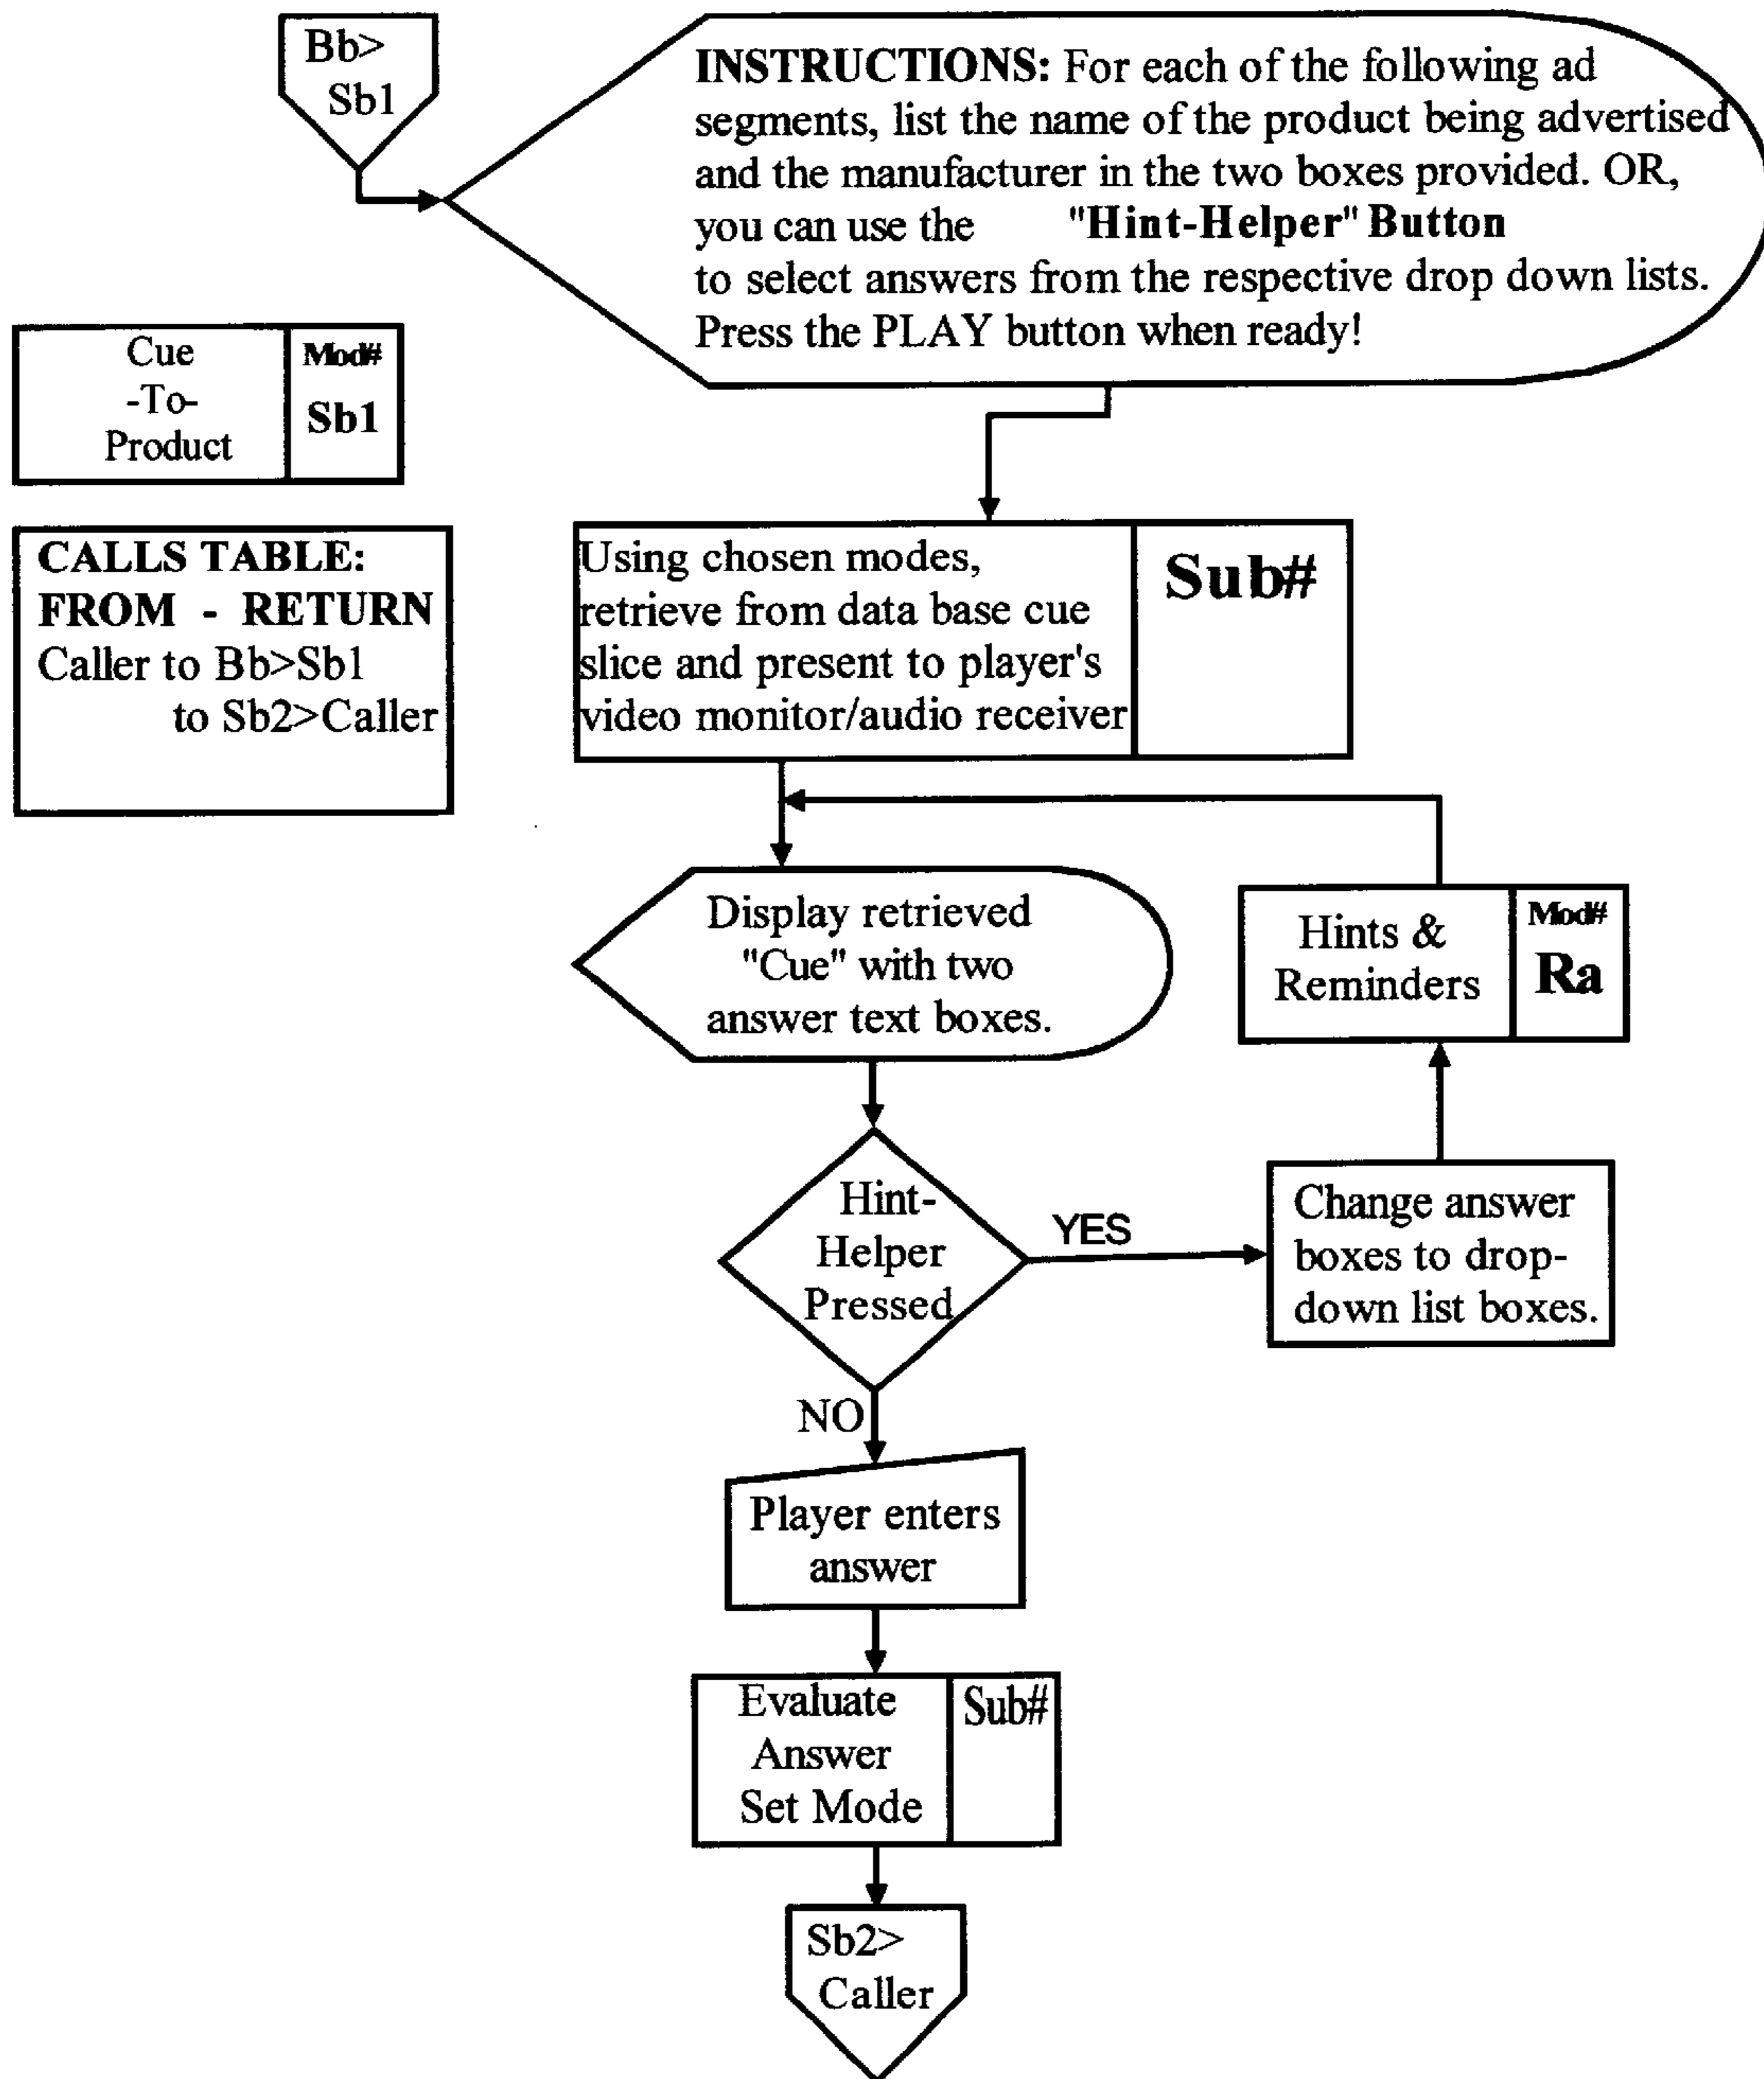 Bb>
Sb1
INSTRUCTIONS: For each of the following ad
segments, list the name of the product being advertised
and the manufacturer in the two boxes provided. OR,
you can use the "Hint-Helper" Button
to select answers from the respective drop down lists.
Press the PLAY button when ready!
Cue
-To-
Product
Mod#
Sb1
CALLS TABLE:
FROM - RETURN
Caller to Bb>Sb1
to Sb2>Caller
Using chosen modes,
retrieve from data base cue
slice and present to player's
video monitor/audio receiver
Sub#
Display retrieved
"Cue" with two
answer text boxes.
Hints &
Reminders
Mod#
Ra
Hint-
Helper
Pressed
YES
Change answer
boxes to drop-
down list boxes.
NO
Player enters
answer
Evaluate
Answer
Set Mode
Sub#
Sb2>
Caller